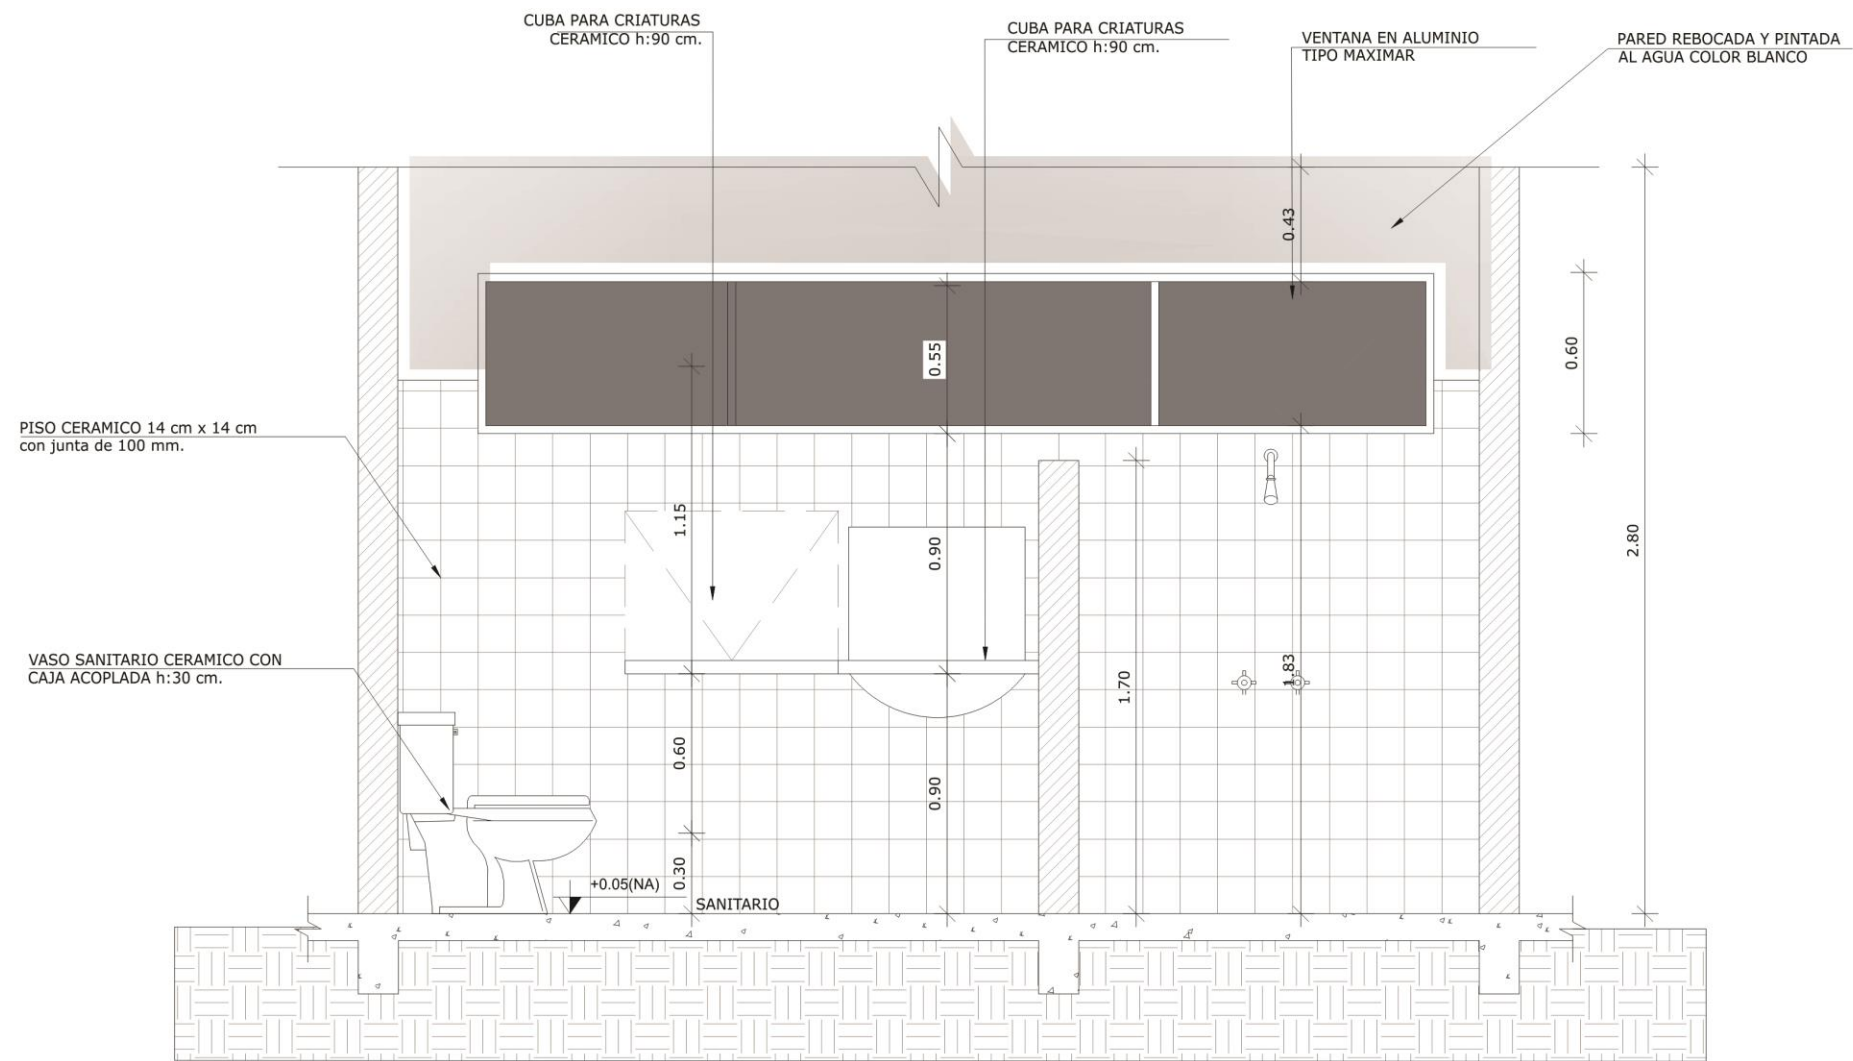 CUBA PARA CRIATURAS
CERAMICO h:90 cm.
CUBA PARA CRIATURAS
CERAMICO h:90 cm.
VENTANA EN ALUMINIO
TIPO MAXIMAR
PARED REBOCADA Y PINTADA
AL AGUA COLOR BLANCO
0.43
0.55
0.60
PISO CERAMICO 14 cm x 14 cm
con junta de 100 mm.
1.15
0.90
2.80
VASO SANITARIO CERAMICO CON
CAJA ACOPLADA h:30 cm.
1.83
1.70
0.60
0.90
0.30
+0.05(NA)
SANITARIO